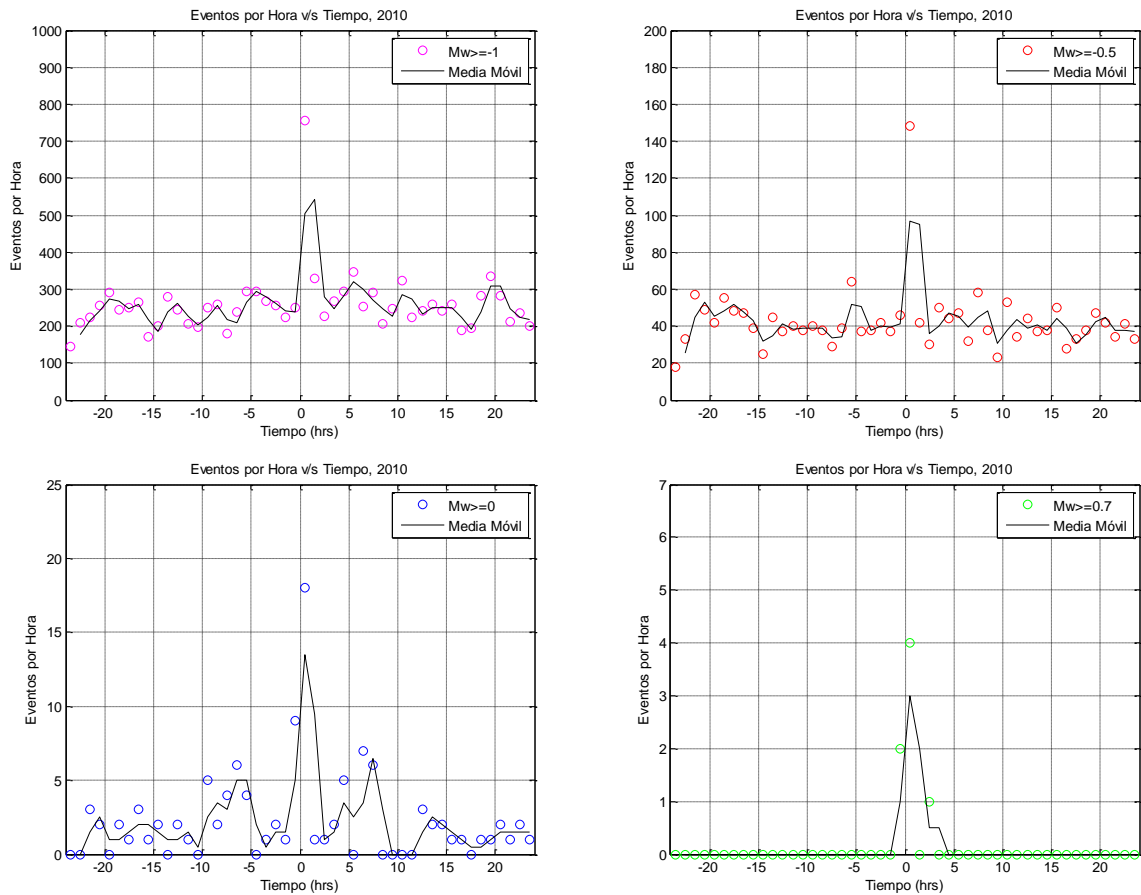 Eventos por Hora v/s Tiempo, 2010
Mw>=-1
Media Móvil
1000
900
800
700
600
500
400
300
200
100
0
Eventos por Hora
-20 -15 -10 -5 0 5 10 15 20
Tiempo (hrs)
Eventos por Hora v/s Tiempo, 2010
Mw>=-0.5
Media Móvil
200
180
160
140
120
100
80
60
40
20
0
Eventos por Hora
-20 -15 -10 -5 0 5 10 15 20
Tiempo (hrs)
Eventos por Hora v/s Tiempo, 2010
Mw>=0
Media Móvil
25
20
15
10
5
0
Eventos por Hora
-20 -15 -10 -5 0 5 10 15 20
Tiempo (hrs)
Eventos por Hora v/s Tiempo, 2010
Mw>=0.7
Media Móvil
7
6
5
4
3
2
1
0
Eventos por Hora
-20 -15 -10 -5 0 5 10 15 20
Tiempo (hrs)